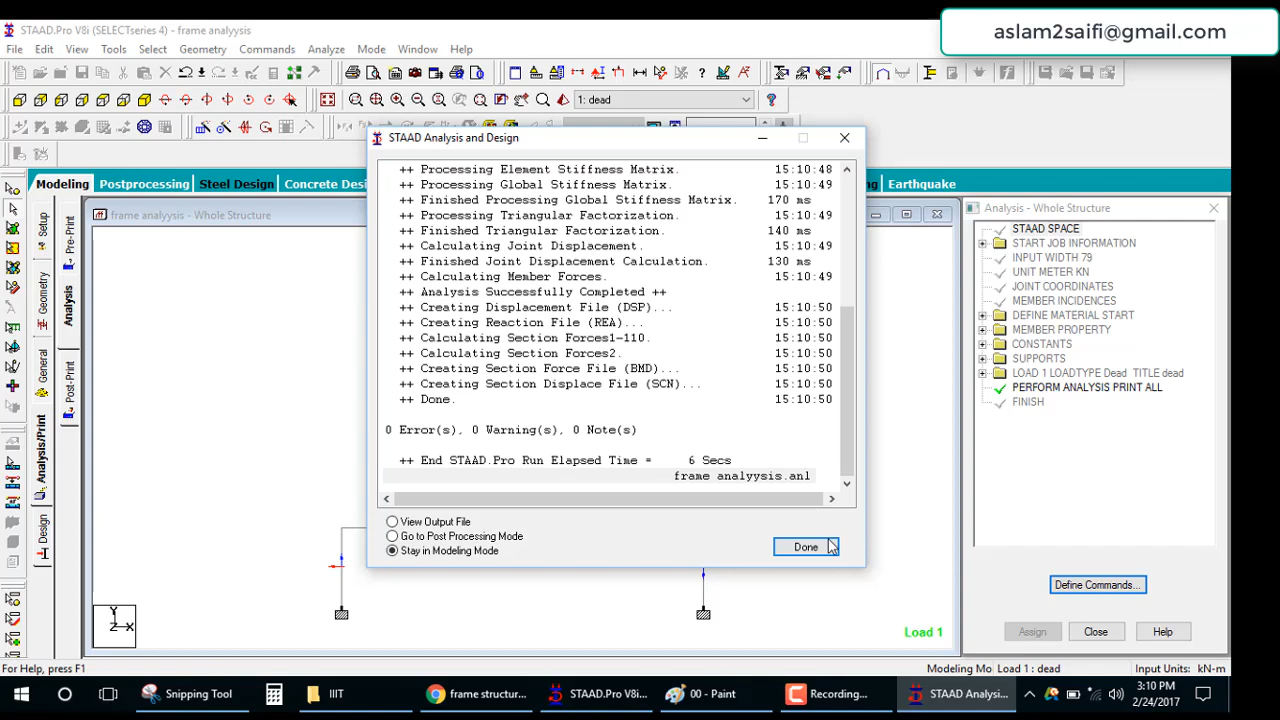 STAAD.Pro V8i (SELECTseries 4) - frame analyysis
aslam2saifi@gmail.com
File Edit View Tools Select Geometry Commands Analyze Mode Window Help
1: dead
STAAD Analysis and Design
Modeling Postprocessing Steel Design Concrete Des Earthquake
frame analyysis - Whole Structure
Setup
Geometry
General
Analysis/Print
Design
Pre-Print
Analysis
Post-Print
++ Processing Element Stiffness Matrix. 15:10:48
++ Processing Global Stiffness Matrix. 15:10:49
++ Finished Processing Global Stiffness Matrix. 170 ms
++ Processing Triangular Factorization. 15:10:49
++ Finished Triangular Factorization. 140 ms
++ Calculating Joint Displacement. 15:10:49
++ Finished Joint Displacement Calculation. 130 ms
++ Calculating Member Forces. 15:10:49
++ Analysis Successfully Completed ++
++ Creating Displacement File (DSP)... 15:10:50
++ Creating Reaction File (REA)... 15:10:50
++ Calculating Section Forces1-110. 15:10:50
++ Calculating Section Forces2. 15:10:50
++ Creating Section Force File (BMD)... 15:10:50
++ Creating Section Displace File (SCN)... 15:10:50
++ Done. 15:10:50
0 Error(s), 0 Warning(s), 0 Note(s)
++ End STAAD.Pro Run Elapsed Time = 6 Secs
frame analyysis.anl
View Output File
Go to Post Processing Mode
Stay in Modeling Mode
Done
Analysis - Whole Structure
STAAD SPACE
START JOB INFORMATION
INPUT WIDTH 79
UNIT METER KN
JOINT COORDINATES
MEMBER INCIDENCES
DEFINE MATERIAL START
MEMBER PROPERTY
CONSTANTS
SUPPORTS
LOAD 1 LOADTYPE Dead TITLE dead
PERFORM ANALYSIS PRINT ALL
FINISH
Define Commands...
Assign Close Help
Y
Z X
Load 1
For Help, press F1
Modeling Mo Load 1 : dead Input Units: kN-m
Snipping Tool
IIIT
frame structur...
STAAD.Pro V8i...
00 - Paint
Recording...
STAAD Analysi...
3:10 PM
2/24/2017